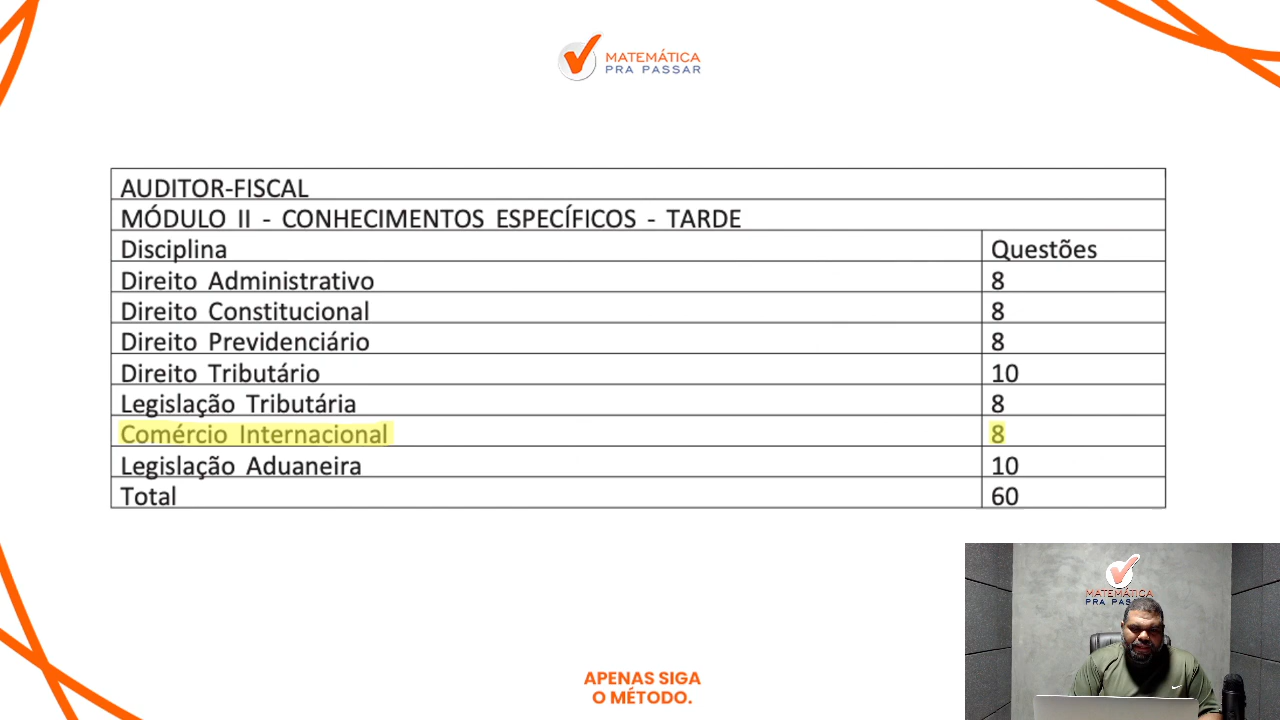 MATEMÁTICA
PRA PASSAR
AUDITOR-FISCAL
MÓDULO II - CONHECIMENTOS ESPECÍFICOS - TARDE
Disciplina Questões
Direito Administrativo 8
Direito Constitucional 8
Direito Previdenciário 8
Direito Tributário 10
Legislação Tributária 8
Comércio Internacional 8
Legislação Aduaneira 10
Total 60
MATEMÁTICA
PRA PASSAR
APENAS SIGA
O MÉTODO.